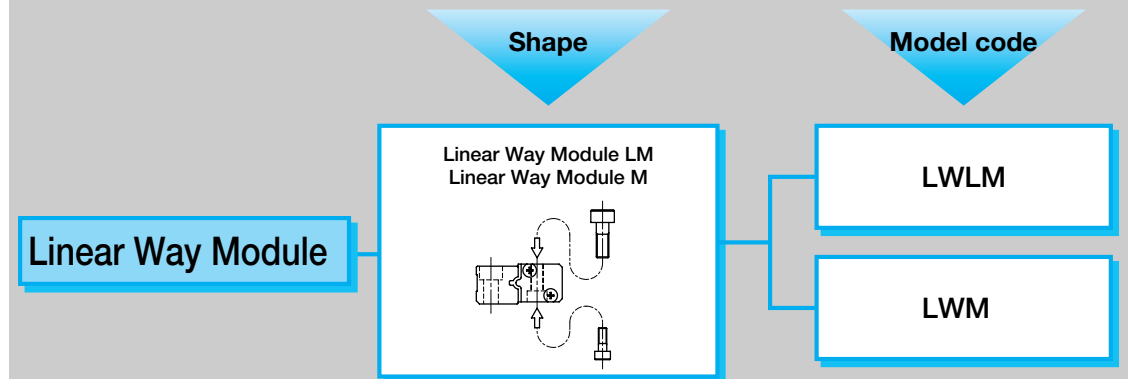 Shape
Model code
Linear Way Module LM
Linear Way Module M
LWLM
Linear Way Module
LWM